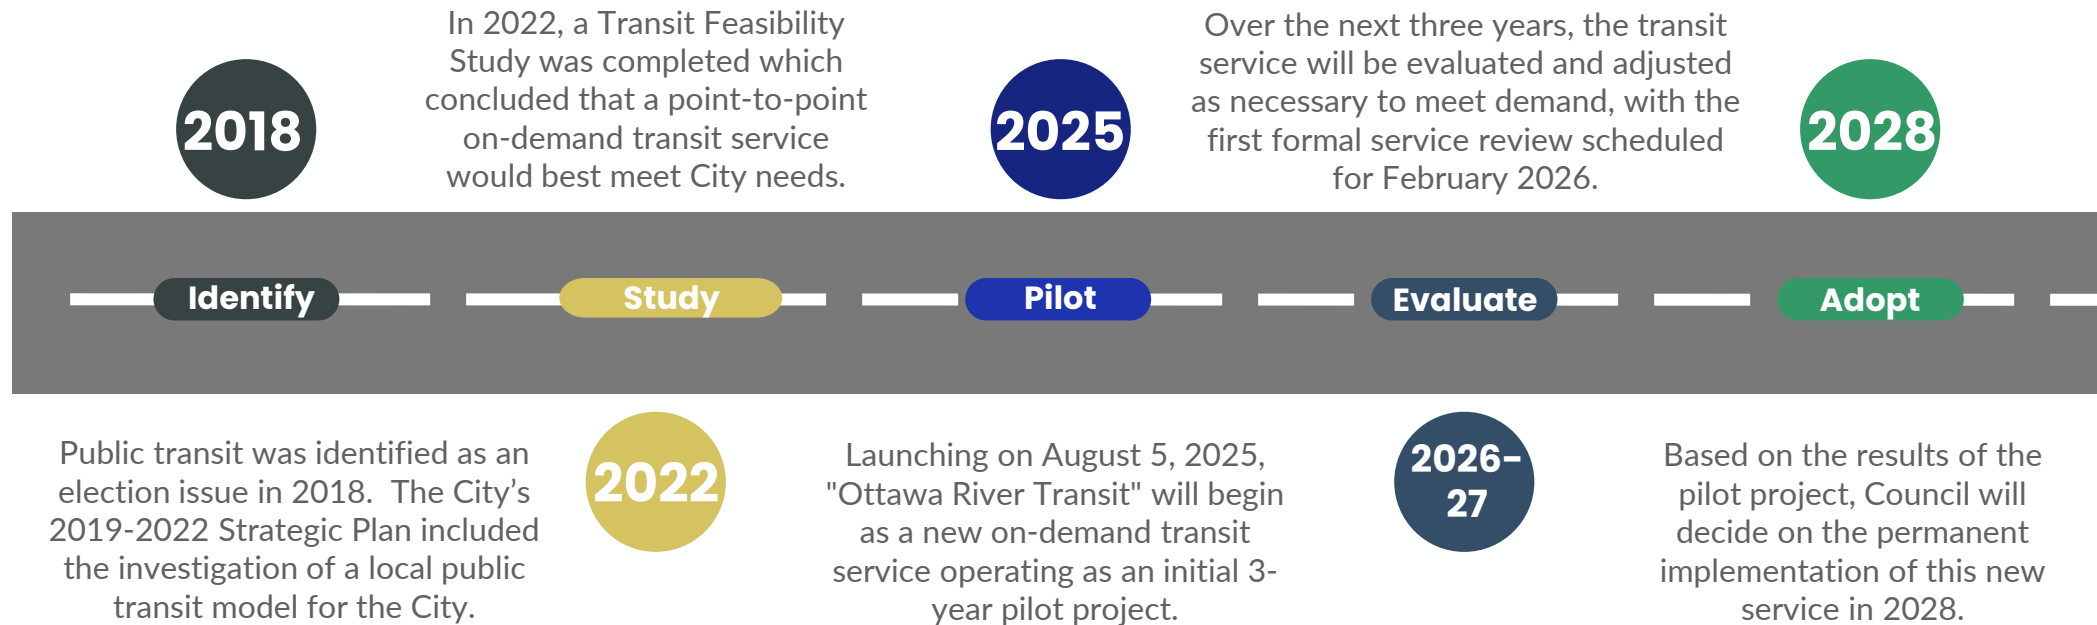 2018
Identify
Public transit was identified as an
election issue in 2018.  The City’s
2019-2022 Strategic Plan included
the investigation of a local public
transit model for the City.
In 2022, a Transit Feasibility
Study was completed which
concluded that a point-to-point
on-demand transit service
would best meet City needs.
Study
2022
2025
Pilot
Launching on August 5, 2025,
"Ottawa River Transit" will begin
as a new on-demand transit
service operating as an initial 3-
year pilot project.
Over the next three years, the transit
service will be evaluated and adjusted
as necessary to meet demand, with the
first formal service review scheduled
for February 2026.
Evaluate
2026-
27
2028
Adopt
Based on the results of the
pilot project, Council will
decide on the permanent
implementation of this new
service in 2028.